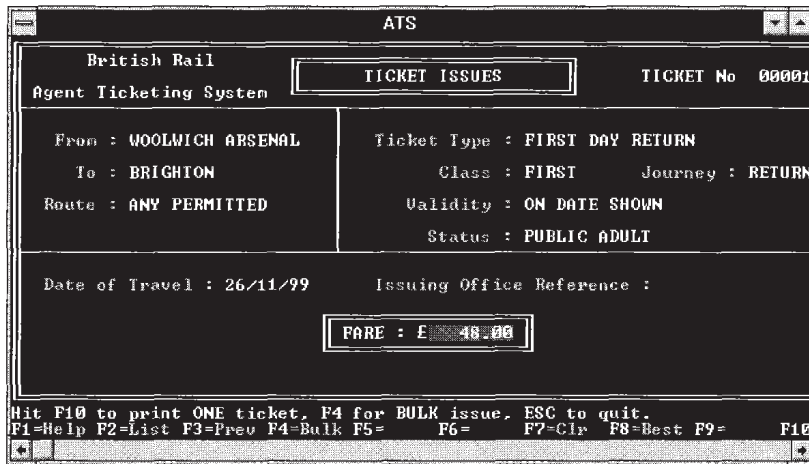 ATS
British Rail
Agent Ticketing System
TICKET ISSUES
TICKET No 00001
From : WOOLWICH ARSENAL
To : BRIGHTON
Route : ANY PERMITTED
Ticket Type : FIRST DAY RETURN
Class : FIRST Journey : RETURN
Validity : ON DATE SHOWN
Status : PUBLIC ADULT
Date of Travel : 26/11/99 Issuing Office Reference :
FARE : £ 48.00
Hit F10 to print ONE ticket, F4 for BULK issue, ESC to quit.
F1=Help F2=List F3=Prev F4=Bulk F5= F6= F7=Clr F8=Best F9= F10